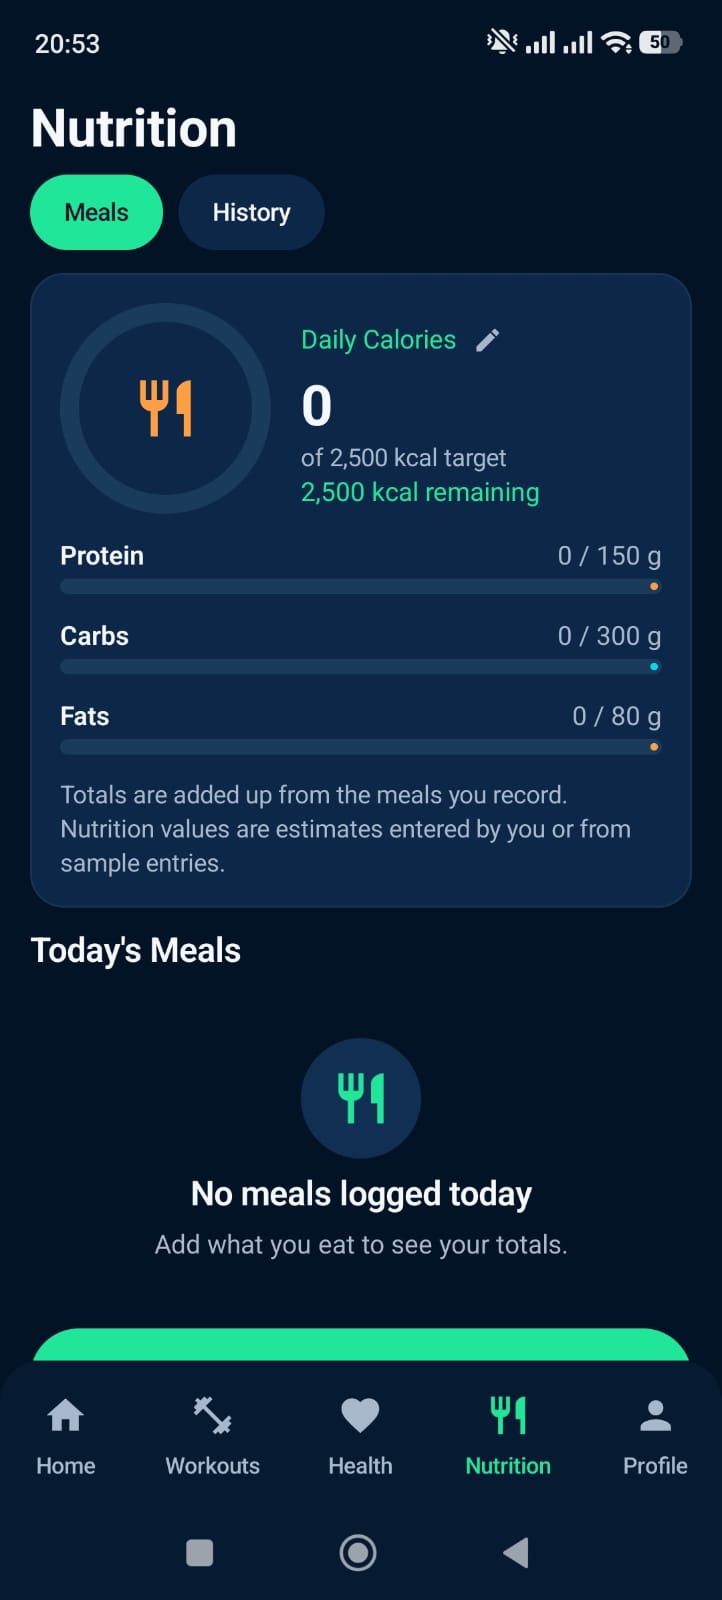 20:53
50
Nutrition
Meals
History
Daily Calories
0
of 2,500 kcal target
2,500 kcal remaining
Protein
0 / 150 g
Carbs
0 / 300 g
Fats
0 / 80 g
Totals are added up from the meals you record.
Nutrition values are estimates entered by you or from
sample entries.
Today's Meals
No meals logged today
Add what you eat to see your totals.
Home
Workouts
Health
Nutrition
Profile